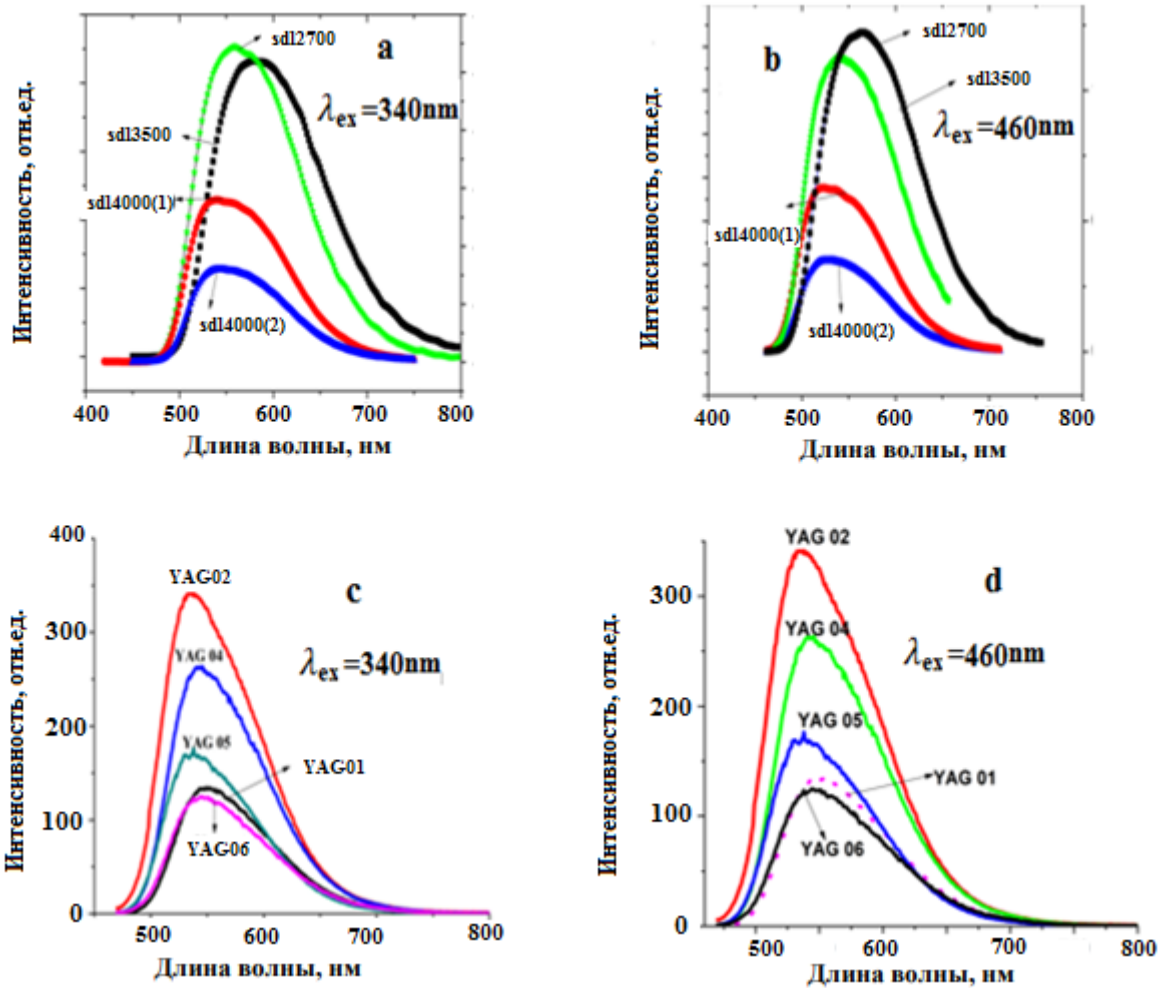 sdl2700
a
λex =340nm
sdl3500
sdl4000(1)
sdl4000(2)
Интенсивность, отн.ед.
400 500 600 700 800
Длина волны, нм
sdl2700
b
sdl3500
λex =460nm
sdl4000(1)
sdl4000(2)
Интенсивность, отн.ед.
400 500 600 700 800
Длина волны, нм
400
300
200
100
0
YAG02
c
YAG 04
λex =340nm
YAG 05
YAG01
YAG06
Интенсивность, отн.ед.
500 600 700 800
Длина волны, нм
300
200
100
0
YAG 02
d
YAG 04
λex =460nm
YAG 05
YAG 01
YAG 06
Интенсивность, отн.ед.
500 600 700 800
Длина волны, нм